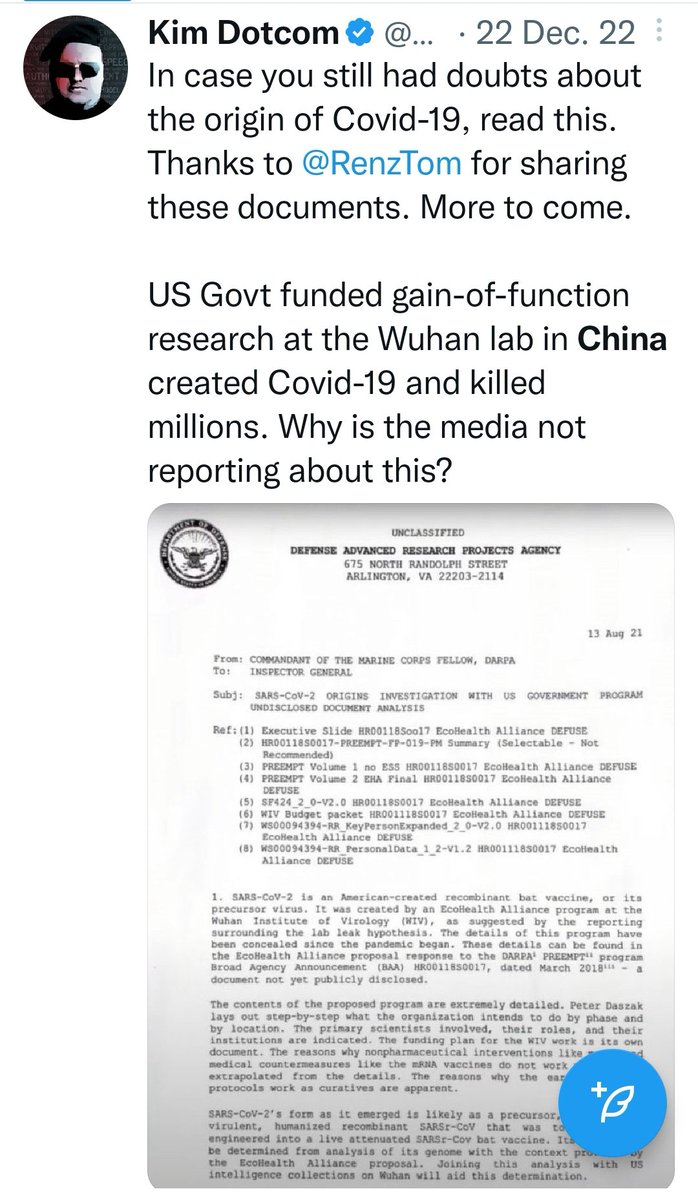 Kim Dotcom @... · 22 Dec. 22
In case you still had doubts about
the origin of Covid-19, read this.
Thanks to @RenzTom for sharing
these documents. More to come.
US Govt funded gain-of-function
research at the Wuhan lab in China
created Covid-19 and killed
millions. Why is the media not
reporting about this?
UNCLASSIFIED
DEFENSE ADVANCED RESEARCH PROJECTS AGENCY
675 NORTH RANDOLPH STREET
ARLINGTON, VA 22203-2114
13 Aug 21
From: COMMANDANT OF THE MARINE CORPS FELLOW, DARPA
To: INSPECTOR GENERAL
Subj: SARS-CoV-2 ORIGINS INVESTIGATION WITH US GOVERNMENT PROGRAM
UNDISCLOSED DOCUMENT ANALYSIS
Ref: (1) Executive Slide HR00118Soo17 EcoHealth Alliance DEFUSE
(2) HR00118S0017-PREEMPT-FP-019-PM Summary (Selectable - Not
Recommended)
(3) PREEMPT Volume 1 no ESS HR00118S0017 EcoHealth Alliance DEFUSE
(4) PREEMPT Volume 2 EHA Final HR00118S0017 EcoHealth Alliance
DEFUSE
(5) SF424_2_0-V2.0 HR00118S0017 EcoHealth Alliance DEFUSE
(6) WIV Budget packet HR00118S0017 EcoHealth Alliance DEFUSE
(7) WS00094394-RR_KeyPersonExpanded_2_0-V2.0 HR00118S0017
EcoHealth Alliance DEFUSE
(8) WS00094394-RR_PersonalData_1_2-V1.2 HR00118S0017 EcoHealth
Alliance DEFUSE
1. SARS-CoV-2 is an American-created recombinant bat vaccine, or its
precursor virus. It was created by an EcoHealth Alliance program at the
Wuhan Institute of Virology (WIV), as suggested by the reporting
surrounding the lab leak hypothesis. The details of this program have
been concealed since the pandemic began. These details can be found in
the EcoHealth Alliance proposal response to the DARPA PREEMPT program
Broad Agency Announcement (BAA) HR00118S0017, dated March 2018 - a
document not yet publicly disclosed.
The contents of the proposed program are extremely detailed. Peter Daszak
lays out step-by-step what the organization intends to do by phase and
by location. The primary scientists involved, their roles, and their
institutions are indicated. The funding plan for the WIV work is its own
document. The reasons why nonpharmaceutical interventions like
medical countermeasures like the mRNA vaccines do not work
extrapolated from the details. The reasons why the
protocols work as curatives are apparent.
SARS-CoV-2's form as it emerged is likely as a precursor,
virulent, humanized recombinant SARSr-CoV that was
engineered into a live attenuated SARSr-Cov bat vaccine.
be determined from analysis of its genome with the context
the EcoHealth Alliance proposal. Joining this analysis with US
intelligence collections on Wuhan will aid this determination.